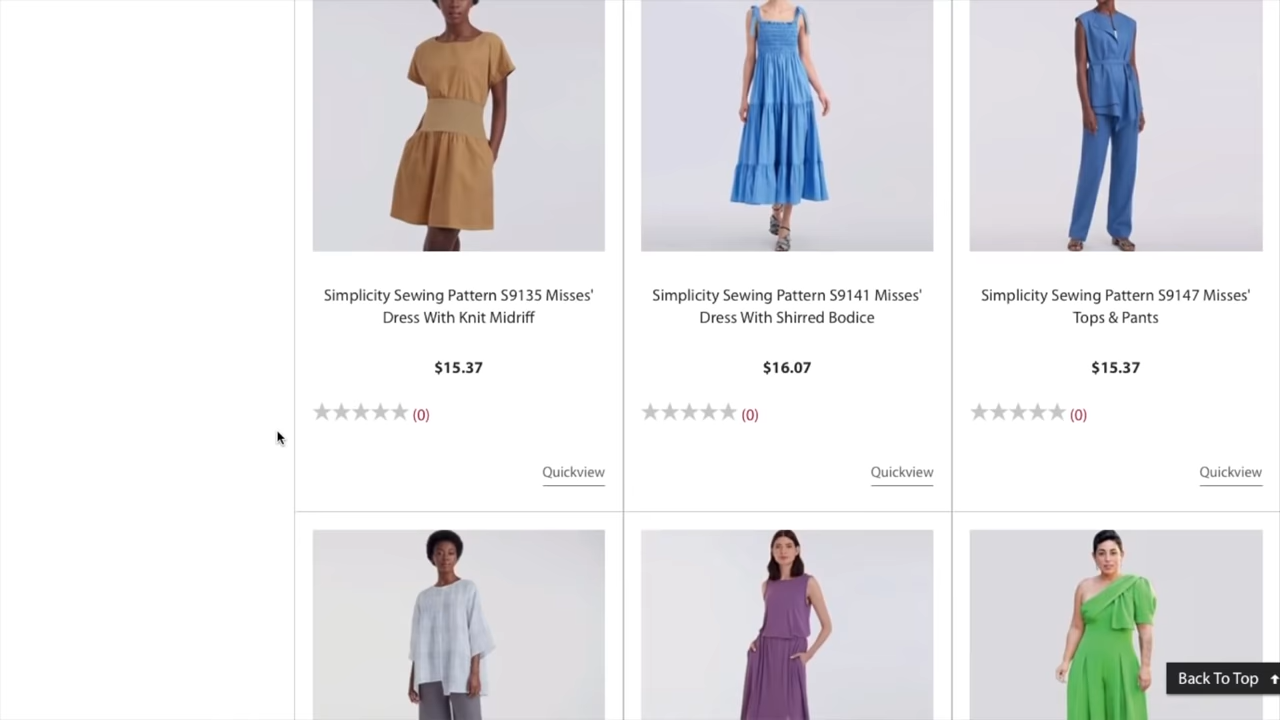 Simplicity Sewing Pattern S9135 Misses'
Dress With Knit Midriff
$15.37
(0)
Quickview
Simplicity Sewing Pattern S9141 Misses'
Dress With Shirred Bodice
$16.07
(0)
Quickview
Simplicity Sewing Pattern S9147 Misses'
Tops & Pants
$15.37
(0)
Quickview
Back To Top